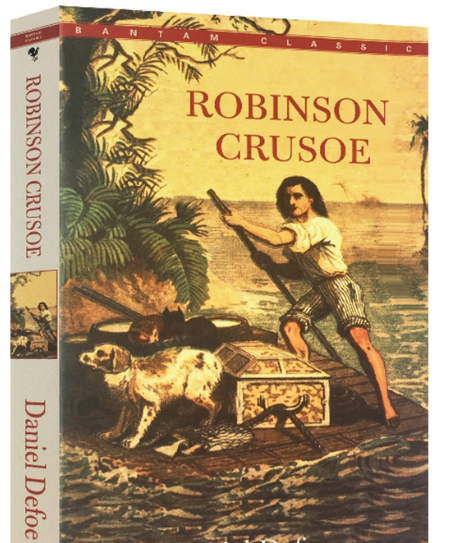 BANTAM CLASSIC
ROBINSON
CRUSOE
ROBINSON CRUSOE
Daniel Defoe